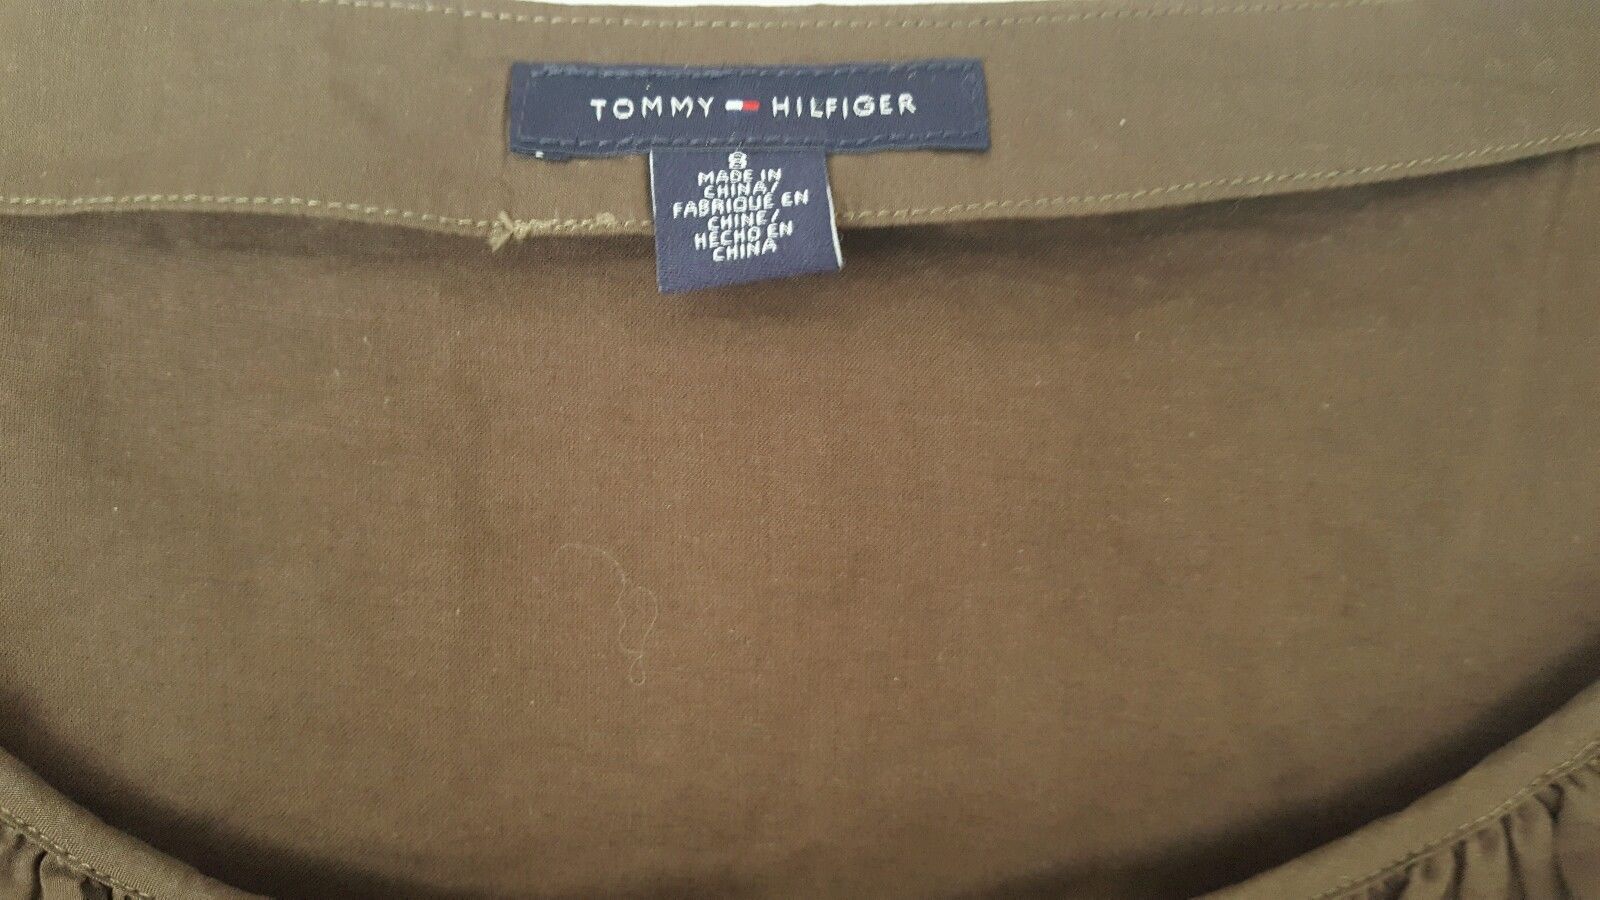 TOMMY HILFIGER
8
MADE IN
CHINA/
FABRIQUE EN
CHINE/
HECHO EN
CHINA